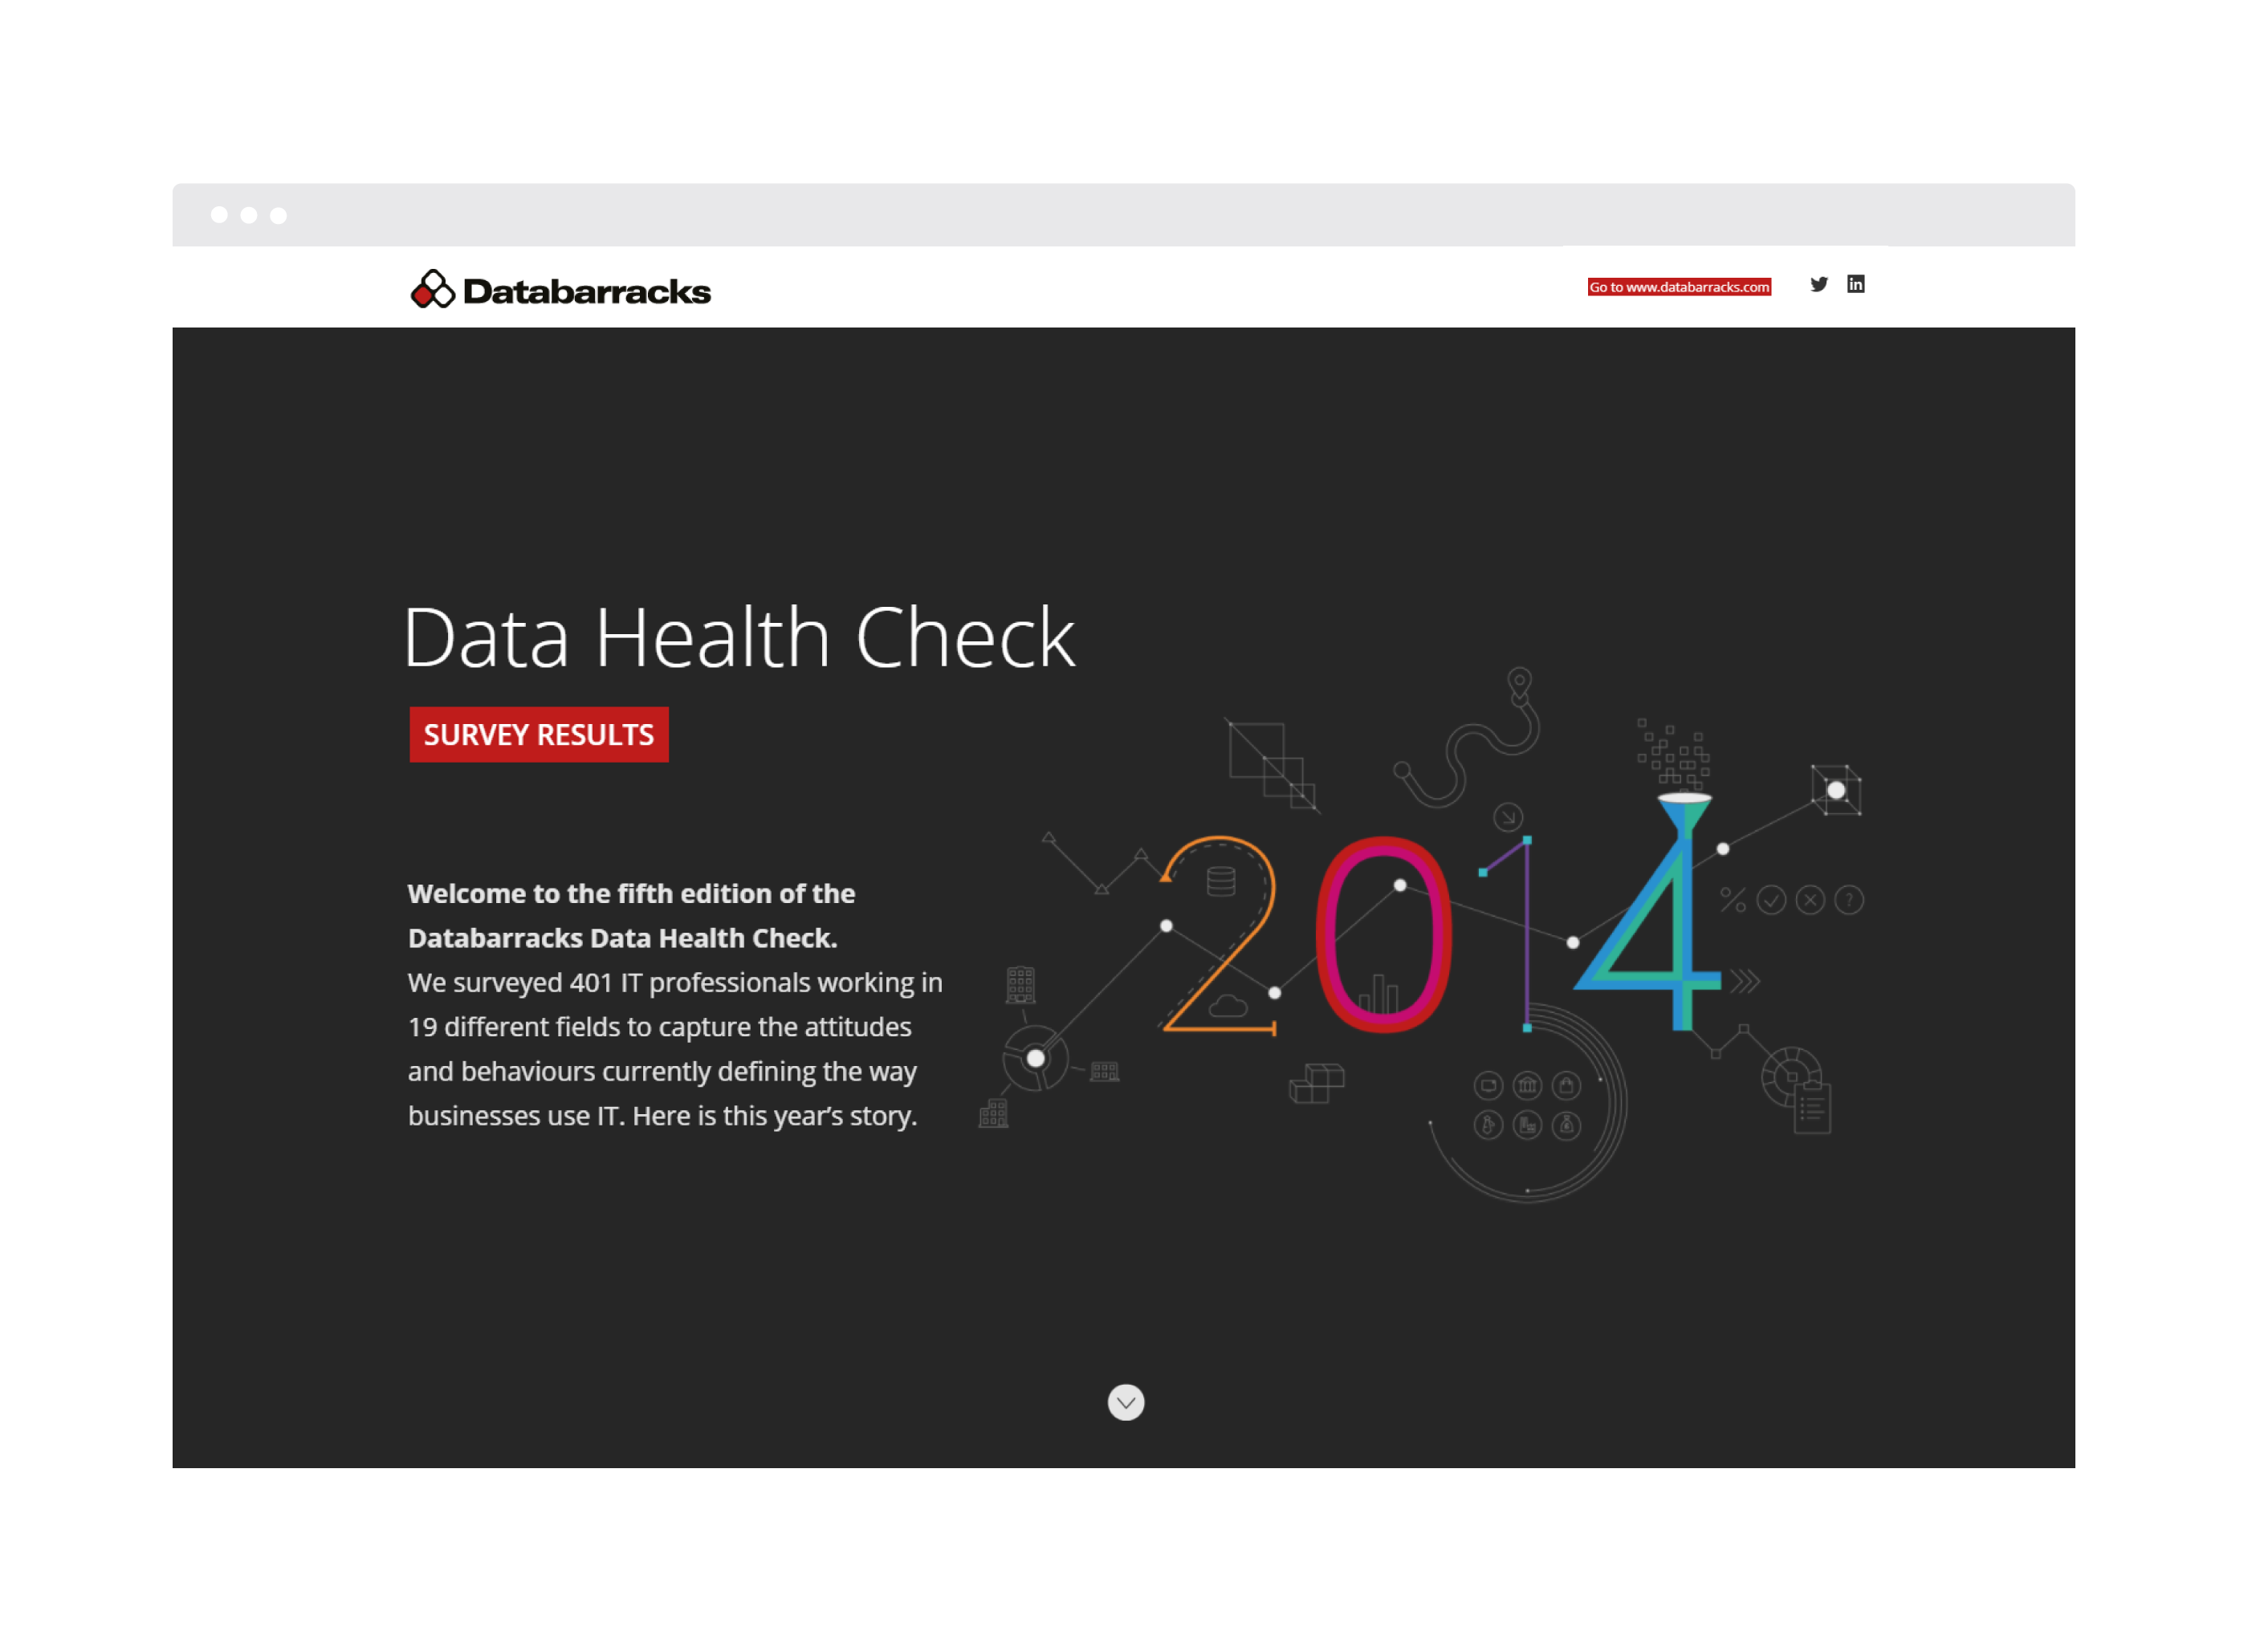 Databarracks
Go to www.databarracks.com
in
Data Health Check
SURVEY RESULTS
2014
Welcome to the fifth edition of the
Databarracks Data Health Check.
We surveyed 401 IT professionals working in
19 different fields to capture the attitudes
and behaviours currently defining the way
businesses use IT. Here is this year’s story.
%
?